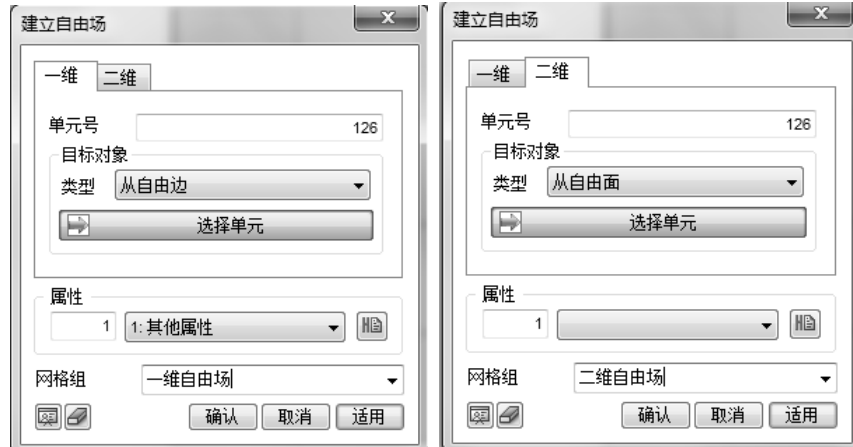 建立自由场
一维 二维
单元号 126
目标对象
类型 从自由边
选择单元
属性
1 1: 其他属性
网格组 一维自由场
确认 取消 适用
建立自由场
一维 二维
单元号 126
目标对象
类型 从自由面
选择单元
属性
1
网格组 二维自由场
确认 取消 适用